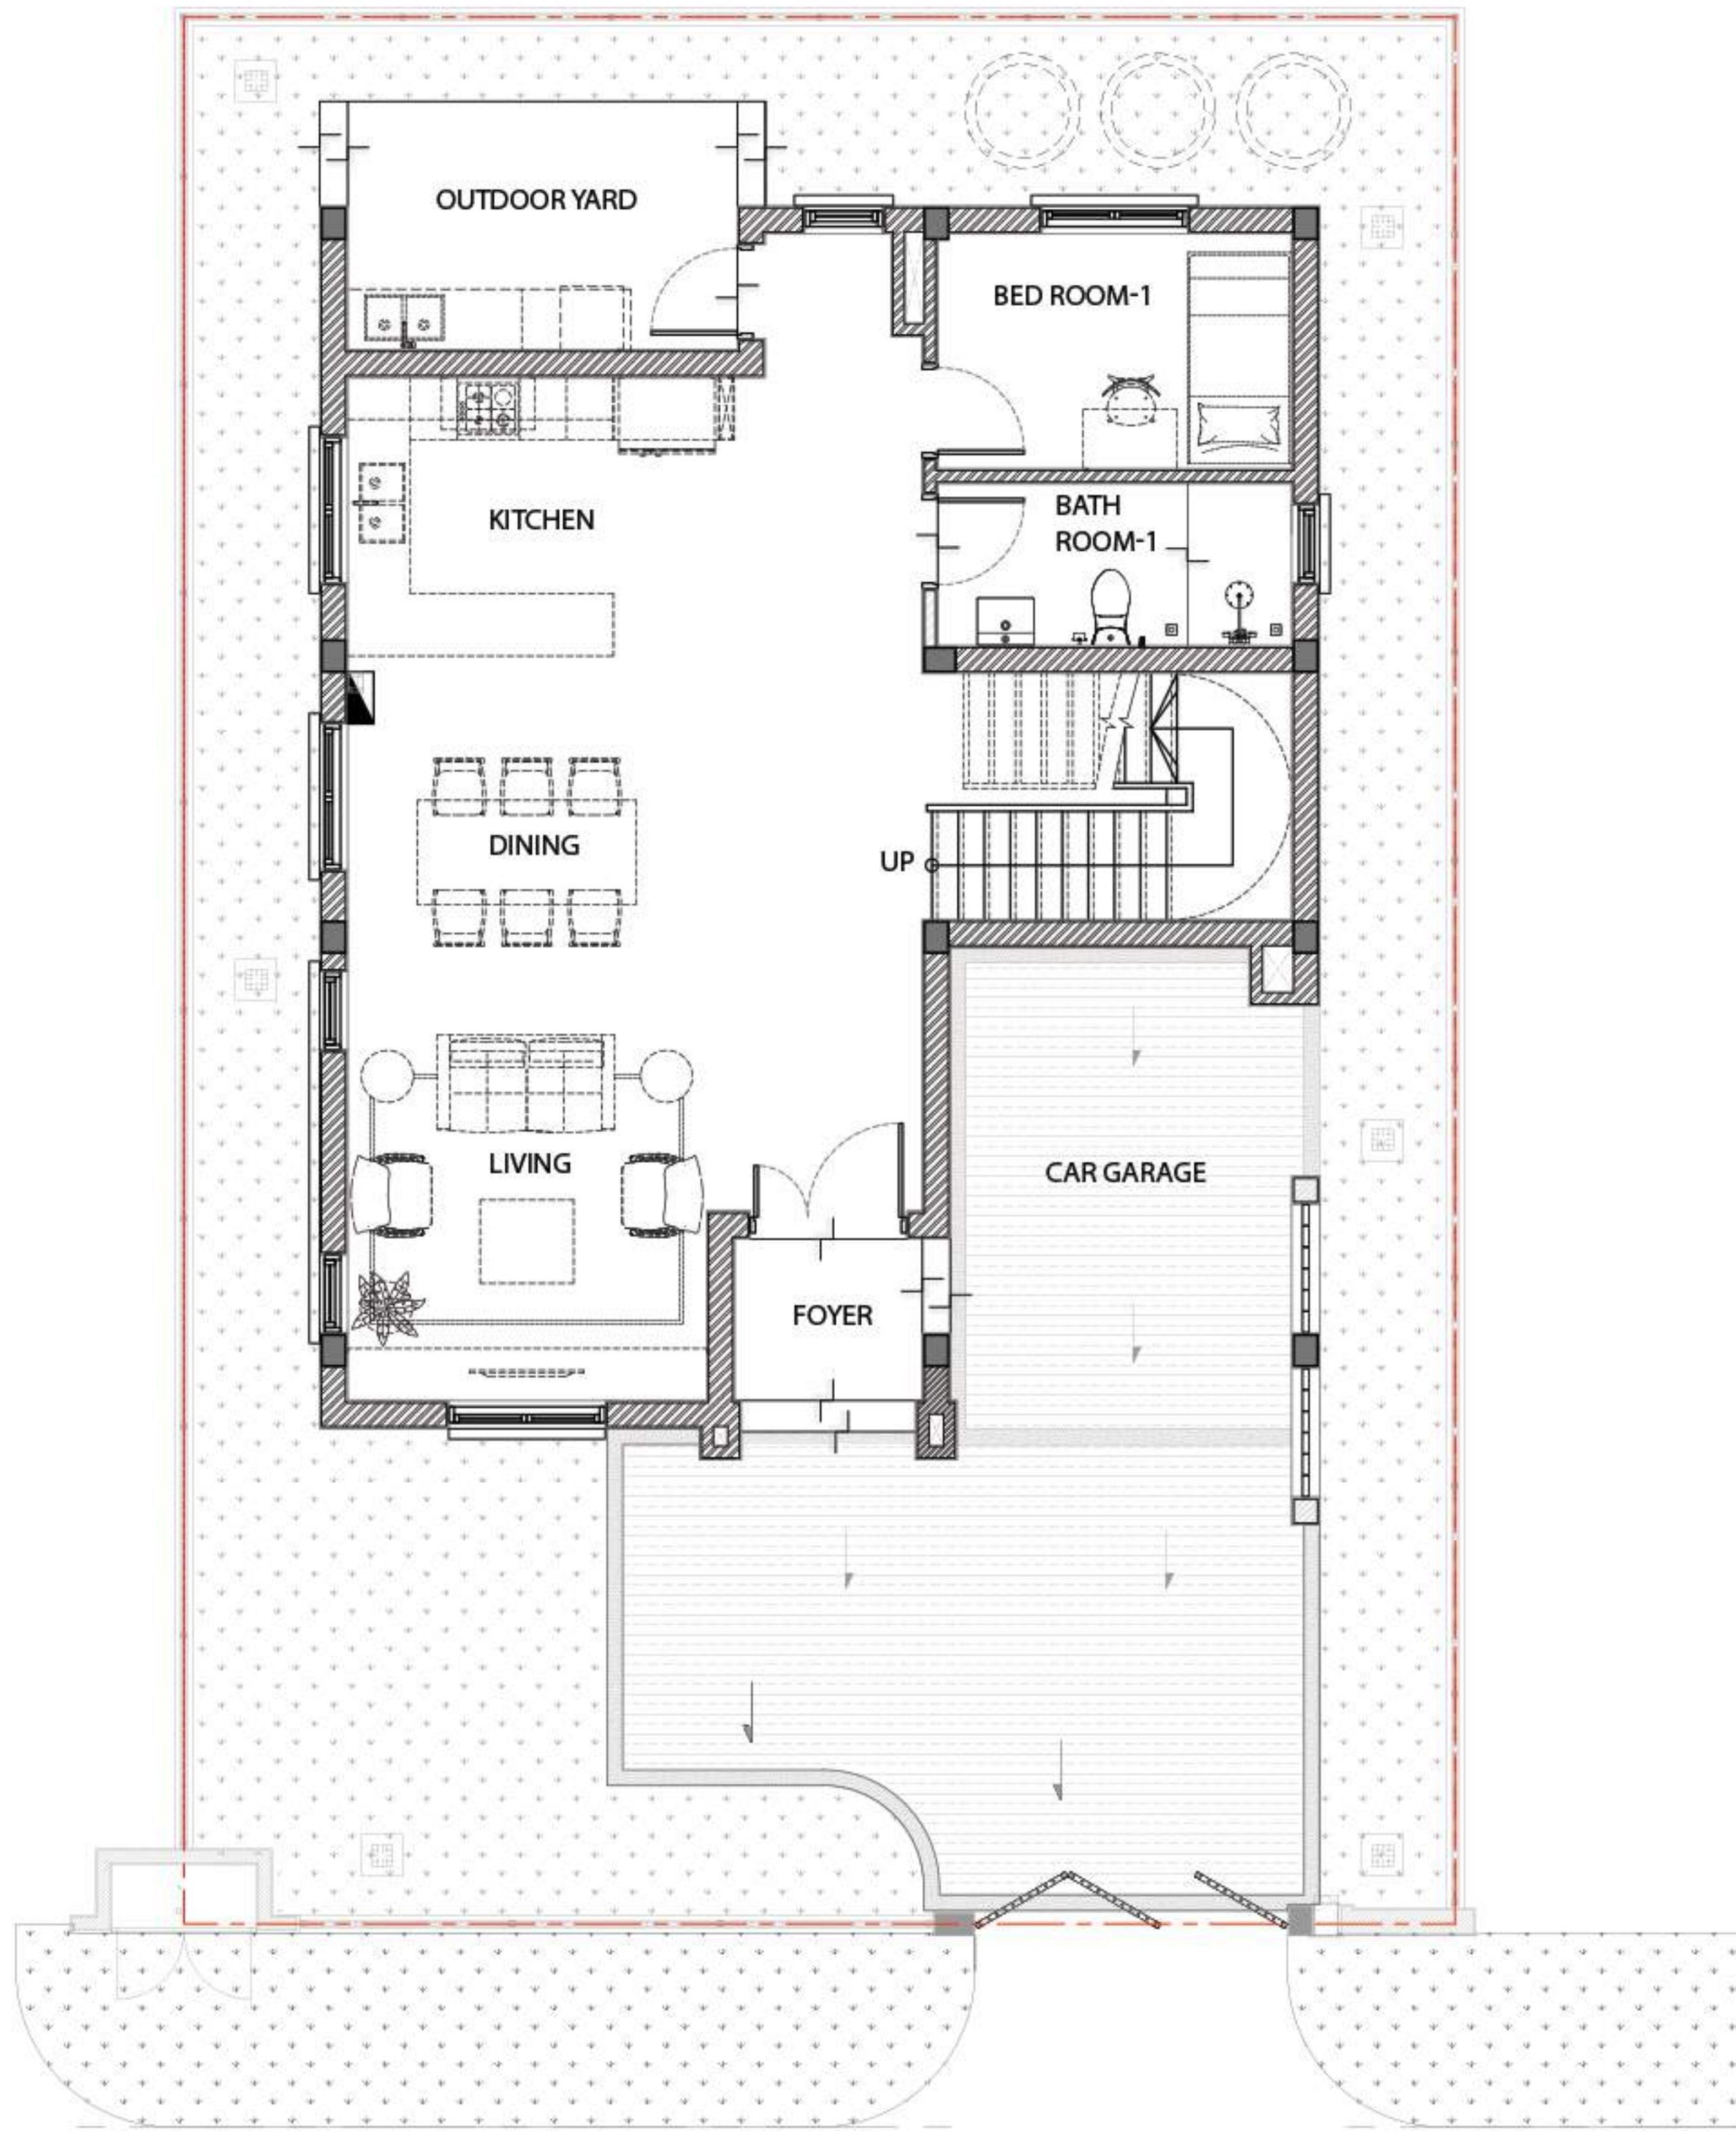 OUTDOOR YARD
BED ROOM-1
KITCHEN
BATH
ROOM-1
DINING
UP
LIVING
CAR GARAGE
FOYER